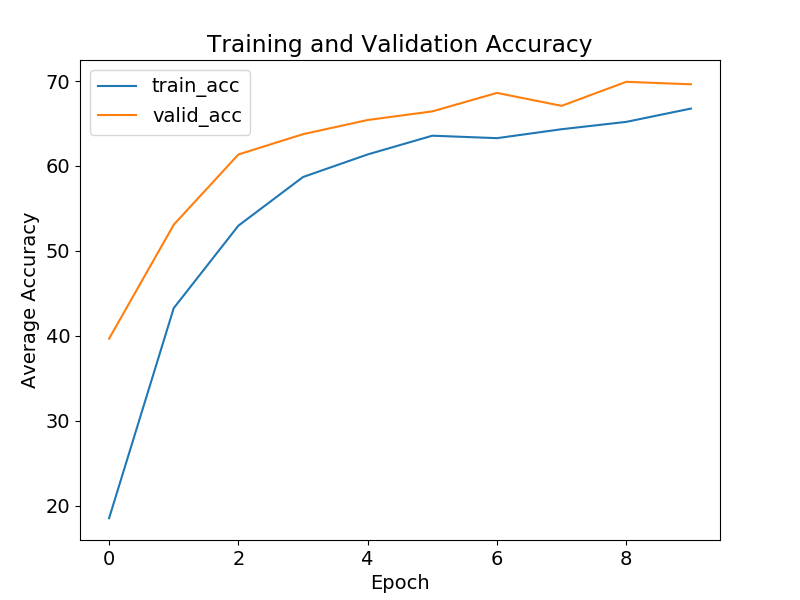 Training and Validation Accuracy
train_acc
valid_acc
70
60
50
40
30
20
Average Accuracy
0 2 4 6 8
Epoch